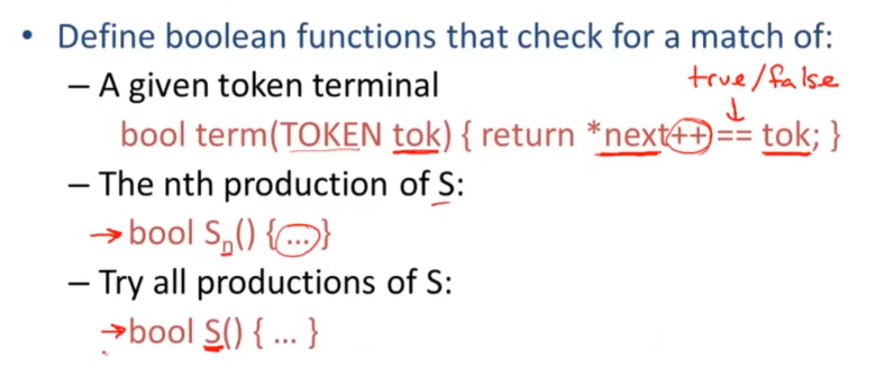 • Define boolean functions that check for a match of:
– A given token terminal
true/false
bool term(TOKEN tok) { return *next++ == tok; }
– The nth production of S:
bool Sn() { ... }
– Try all productions of S:
bool S() { ... }